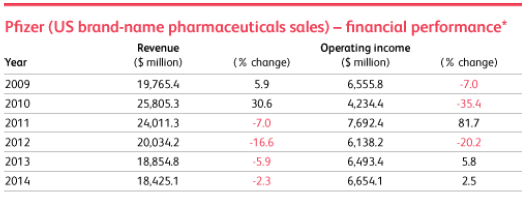 Pfizer (US brand-name pharmaceuticals sales) – financial performance*
Revenue Operating income
Year ($ million) (% change) ($ million) (% change)
2009 19,765.4 5.9 6,555.8 -7.0
2010 25,805.3 30.6 4,234.4 -35.4
2011 24,011.3 -7.0 7,692.4 81.7
2012 20,034.2 -16.6 6,138.2 -20.2
2013 18,854.8 -5.9 6,493.4 5.8
2014 18,425.1 -2.3 6,654.1 2.5